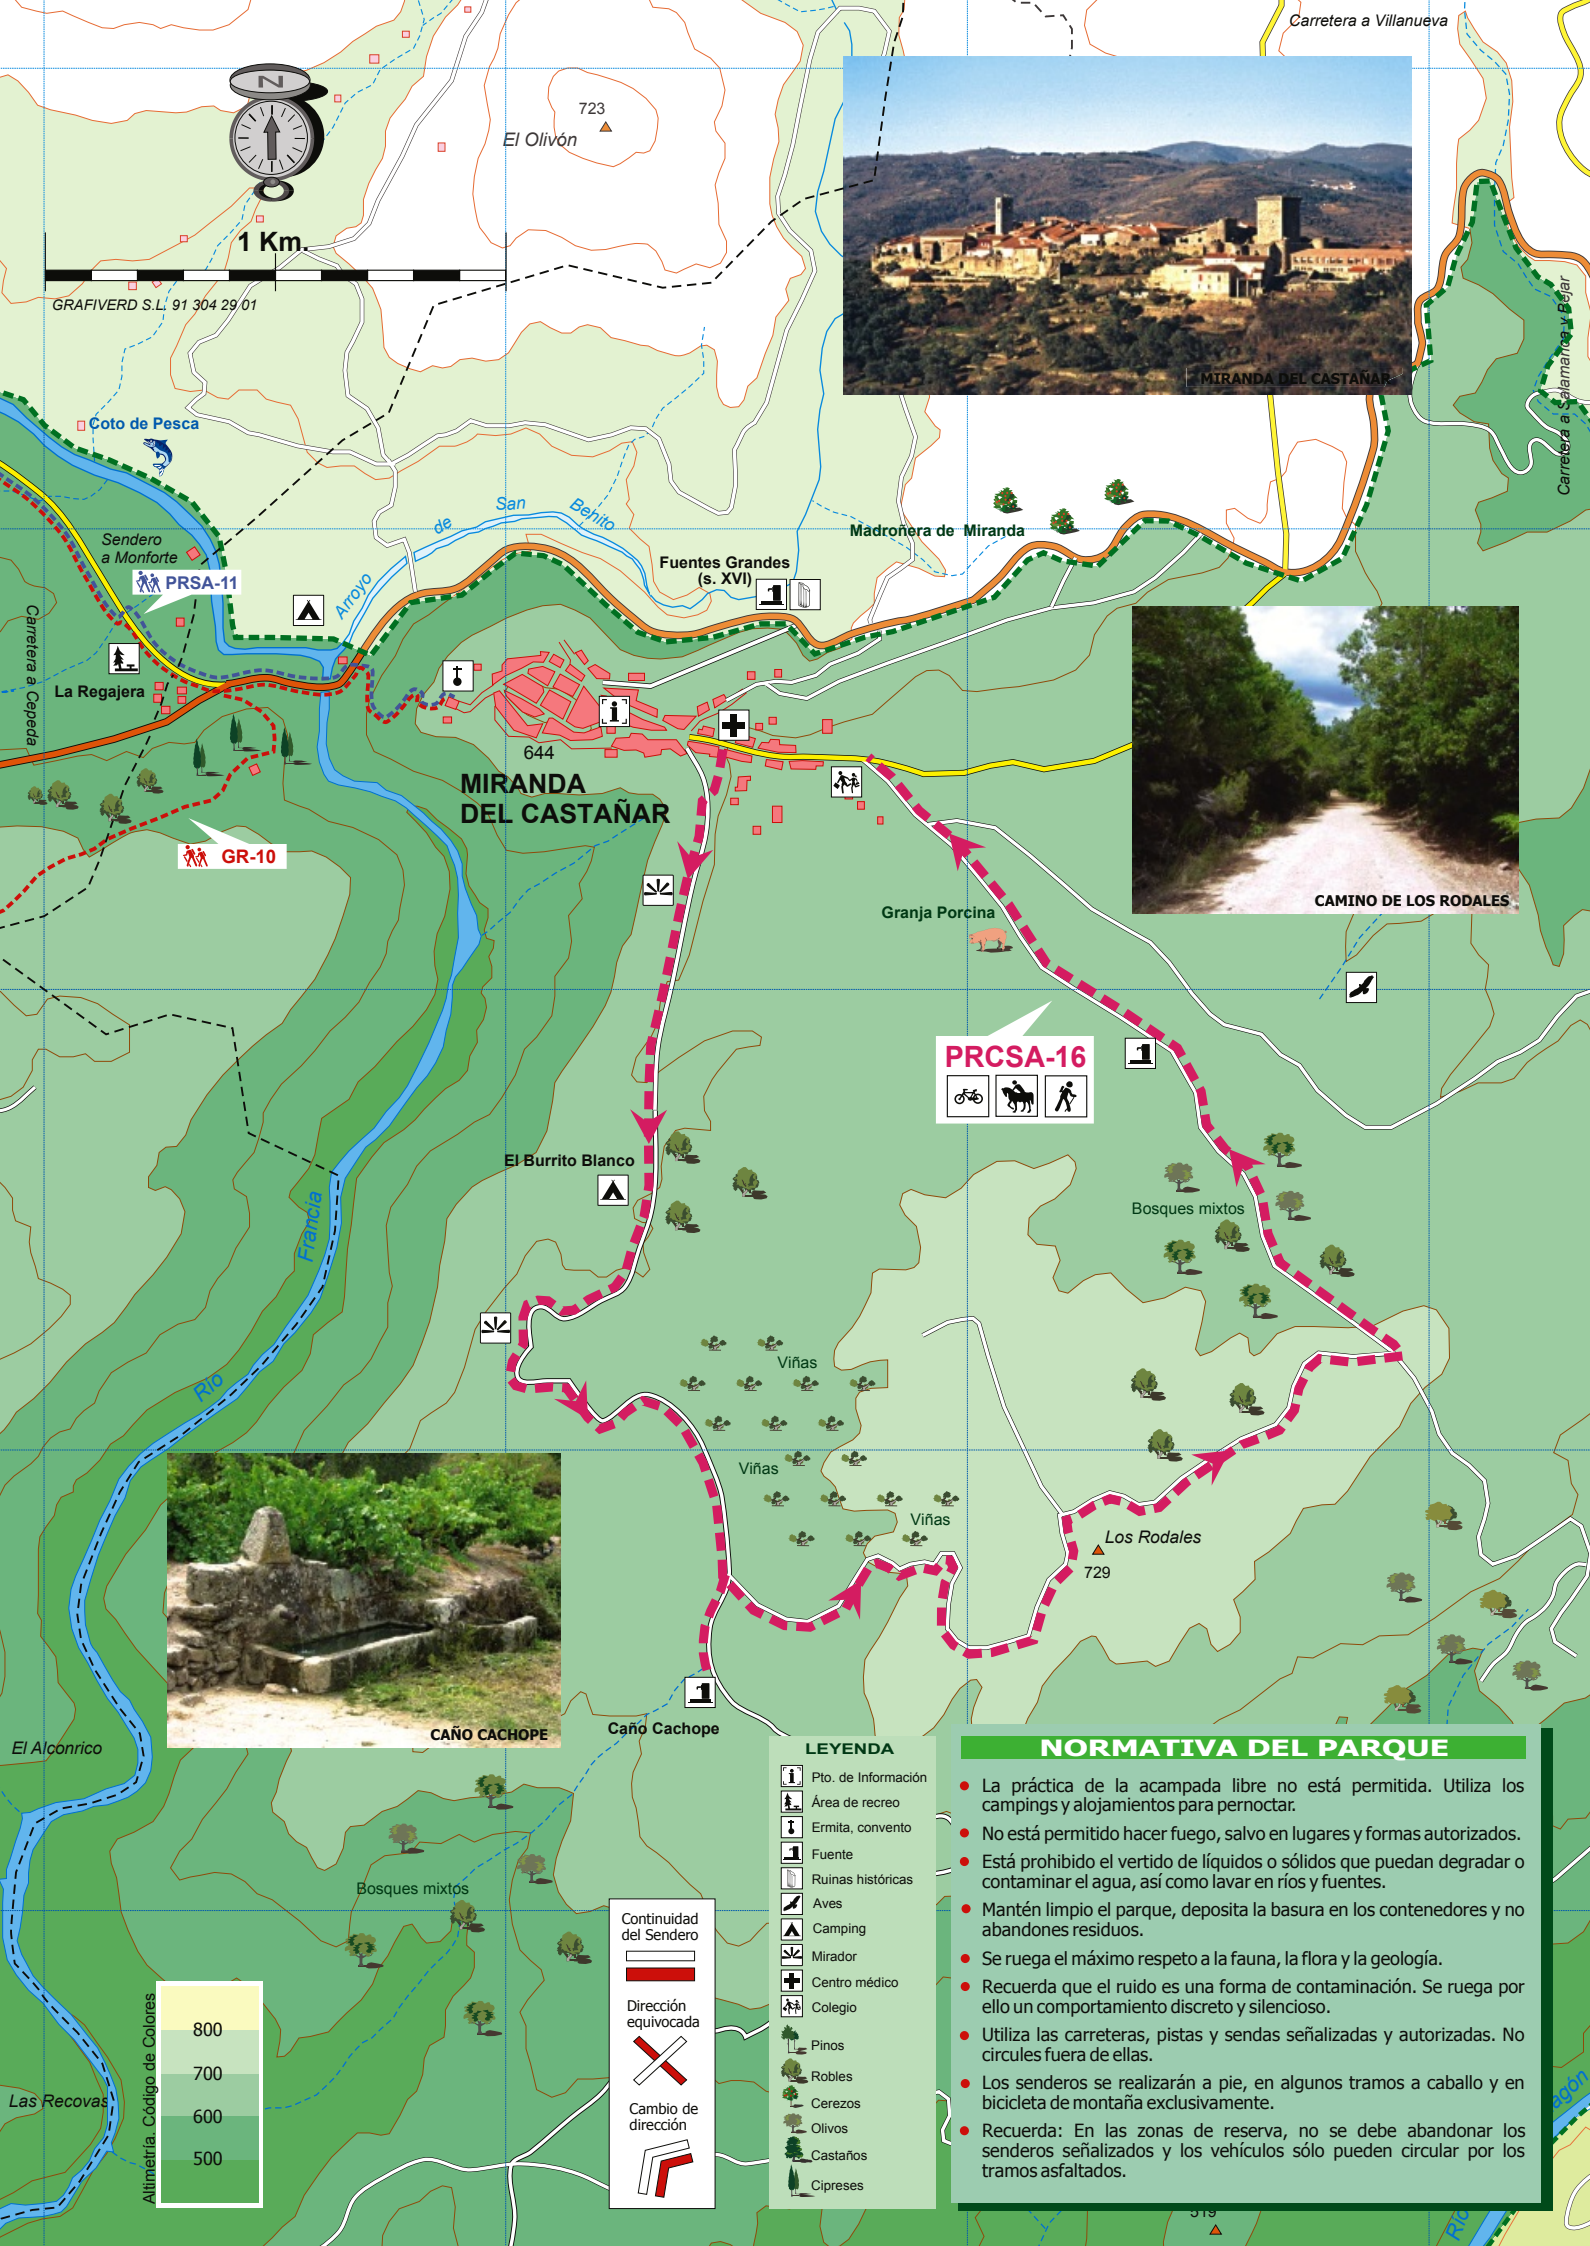 Carretera a Villanueva
N
723
El Olivón
1 Km.
GRAFIVERD S.L. 91 304 29 01
MIRANDA DEL CASTAÑAR
Carretera a Salamanca y Bejar
Coto de Pesca
de
San
Benito
Arroyo
Madroñera de Miranda
Sendero
a Monforte
PRSA-11
Fuentes Grandes
(s. XVI)
Carretera a Cepeda
La Regajera
i
644
MIRANDA
DEL CASTAÑAR
GR-10
CAMINO DE LOS RODALES
Granja Porcina
PRCSA-16
El Burrito Blanco
Bosques mixtos
Francia
Río
Viñas
Viñas
Viñas
Los Rodales
729
CAÑO CACHOPE
Caño Cachope
El Alconrico
Bosques mixtos
Las Recovas
Altimetría. Código de Colores
800
700
600
500
Continuidad
del Sendero
Dirección
equivocada
Cambio de
dirección
LEYENDA
i Pto. de Información
Área de recreo
Ermita, convento
Fuente
Ruinas históricas
Aves
Camping
Mirador
Centro médico
Colegio
Pinos
Robles
Cerezos
Olivos
Castaños
Cipreses
NORMATIVA DEL PARQUE
• La práctica de la acampada libre no está permitida. Utiliza los
campings y alojamientos para pernoctar.
• No está permitido hacer fuego, salvo en lugares y formas autorizados.
• Está prohibido el vertido de líquidos o sólidos que puedan degradar o
contaminar el agua, así como lavar en ríos y fuentes.
• Mantén limpio el parque, deposita la basura en los contenedores y no
abandones residuos.
• Se ruega el máximo respeto a la fauna, la flora y la geología.
• Recuerda que el ruido es una forma de contaminación. Se ruega por
ello un comportamiento discreto y silencioso.
• Utiliza las carreteras, pistas y sendas señalizadas y autorizadas. No
circules fuera de ellas.
• Los senderos se realizarán a pie, en algunos tramos a caballo y en
bicicleta de montaña exclusivamente.
• Recuerda: En las zonas de reserva, no se debe abandonar los
senderos señalizados y los vehículos sólo pueden circular por los
tramos asfaltados.
519
Río